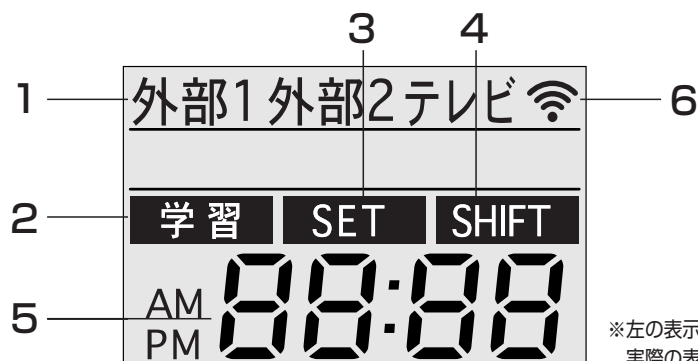 3 4
1 外部1 外部2 テレビ 6
2 学習 SET SHIFT
5 AM 88:88
PM
※左の表示
実際の表